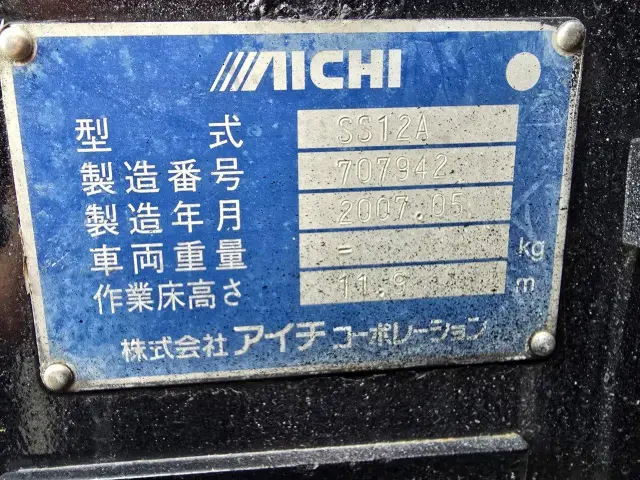 AICHI
型式 SS12A
製造番号 707942
製造年月 2007.05
車両重量 - kg
作業床高さ 11.9 m
株式会社アイチコーポレーション